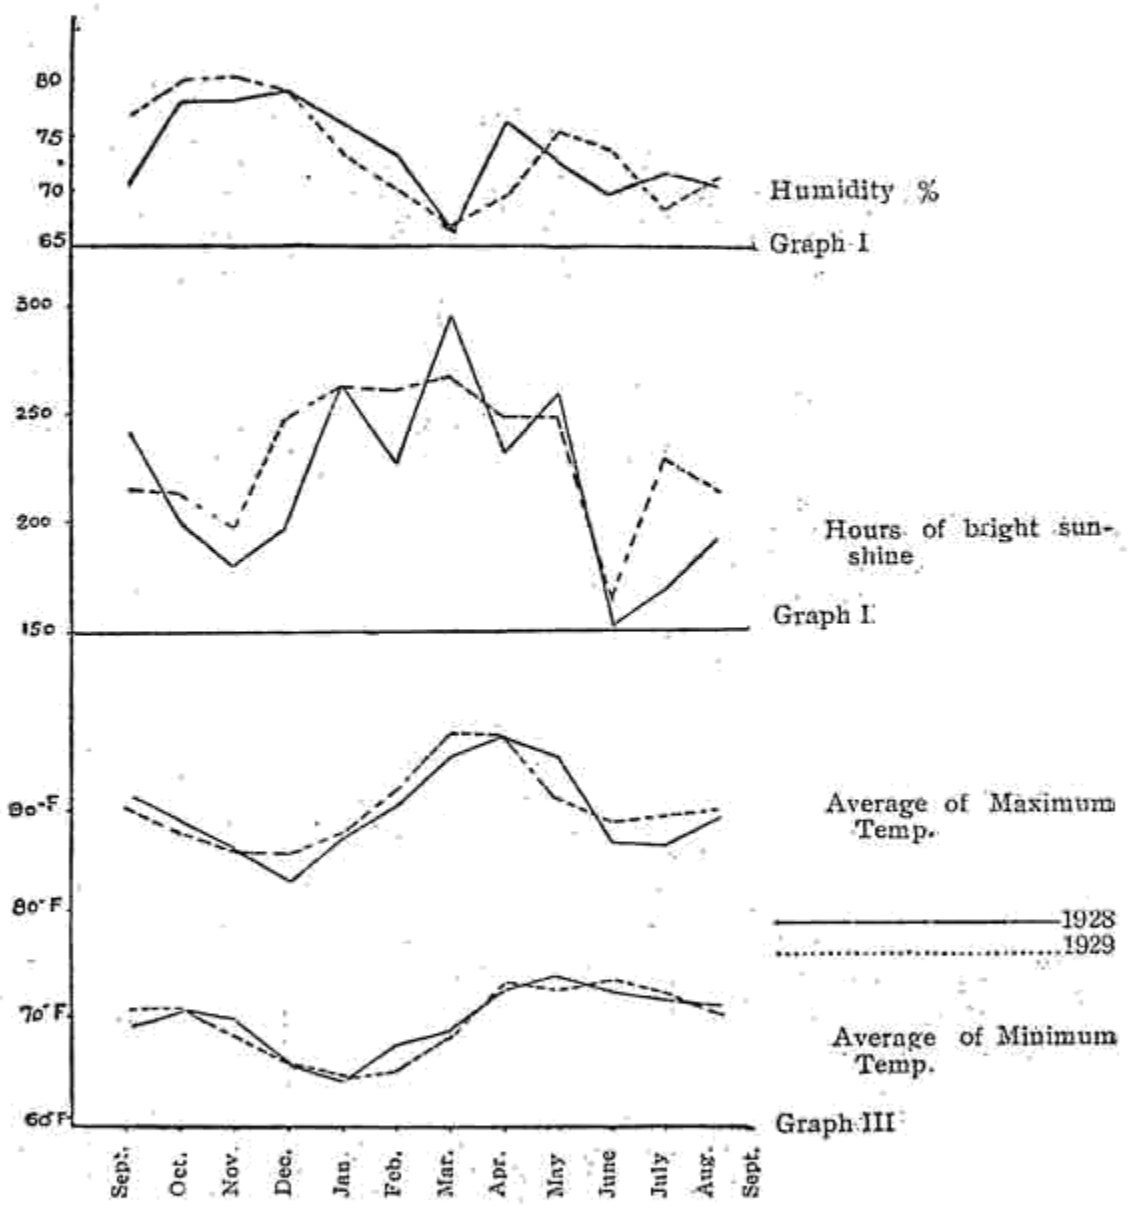 80
75
70
65
Humidity %
Graph I
300
250
200
150
Hours of bright sun-
shine
Graph I
90°F
80°F
70°F
60°F
Average of Maximum
Temp.
1928
1929
Average of Minimum
Temp.
Graph III
Sept.
Oct.
Nov.
Dec.
Jan.
Feb.
Mar.
Apr.
May
June
July
Aug.
Sept.